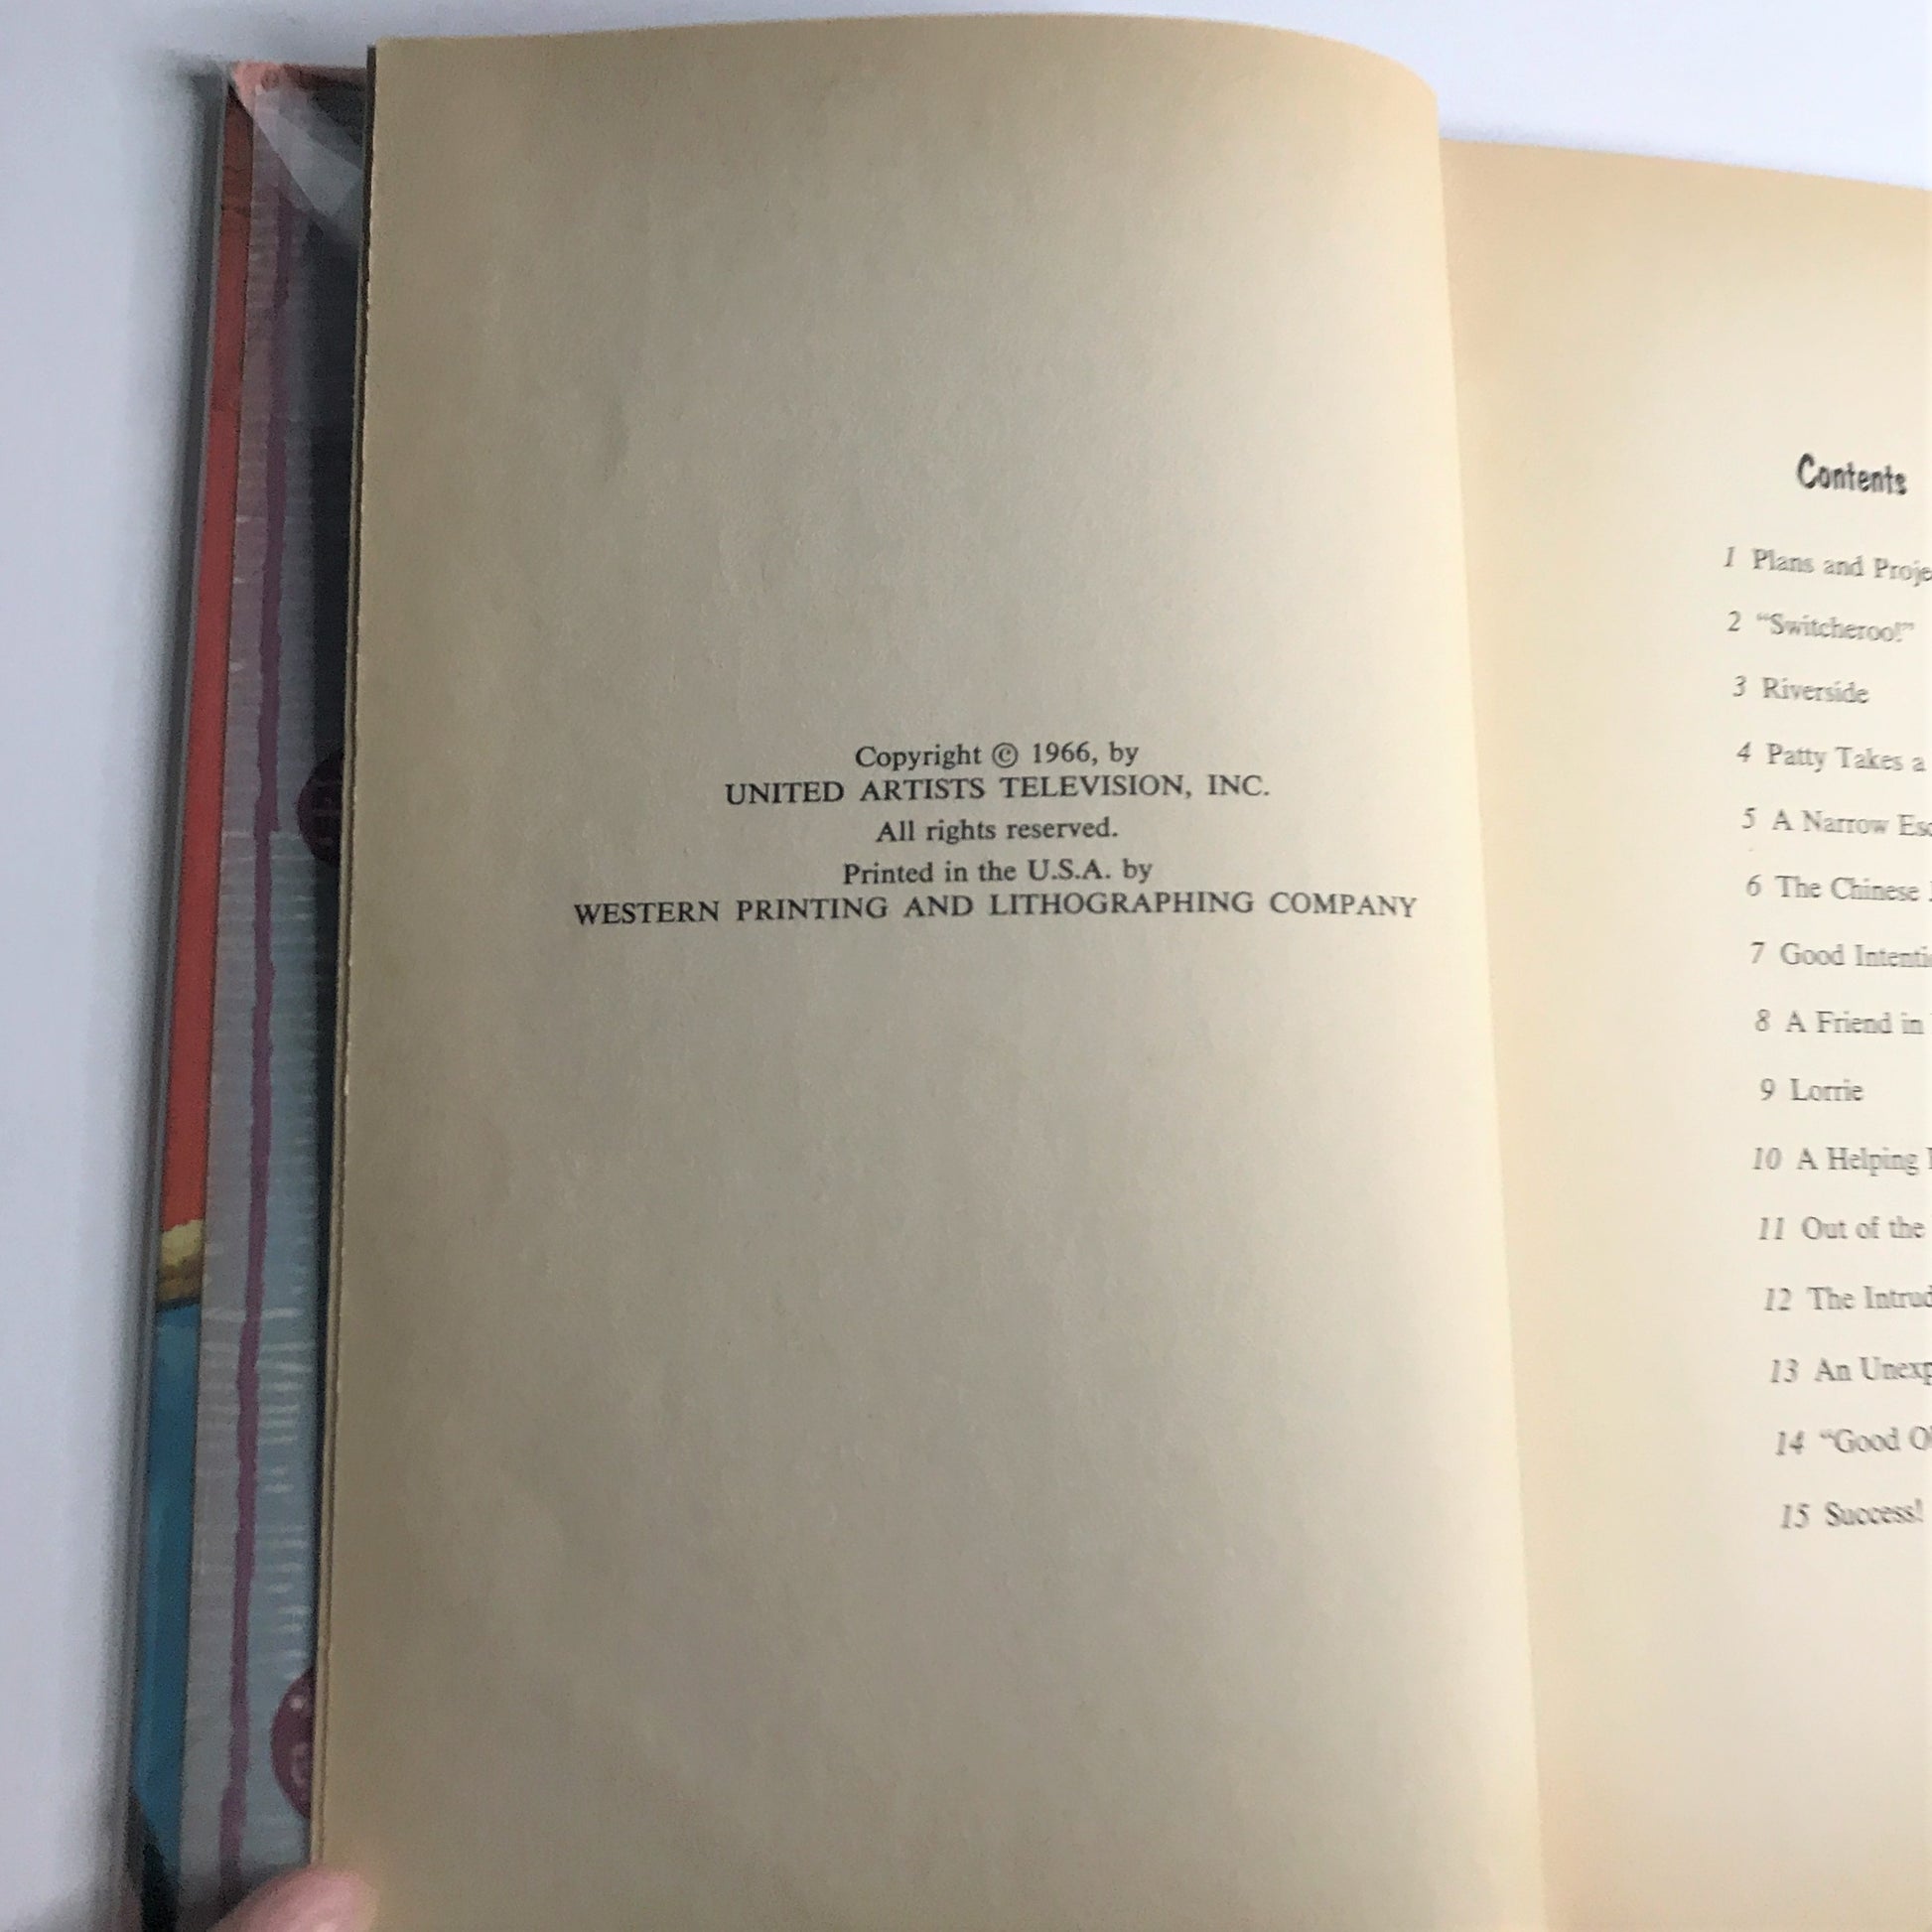 Copyright © 1966, by
UNITED ARTISTS TELEVISION, INC.
All rights reserved.
Printed in the U.S.A. by
WESTERN PRINTING AND LITHOGRAPHING COMPANY
Contents
1 Plans and
2 “Switcheroo!”
3 Riverside
4 Patty Takes a
5 A Narrow
6 The Chinese
7 Good
8 A Friend in
9 Lorrie
10 A Helping
11 Out of the
12 The
13 An
14 “Good
15 Success!